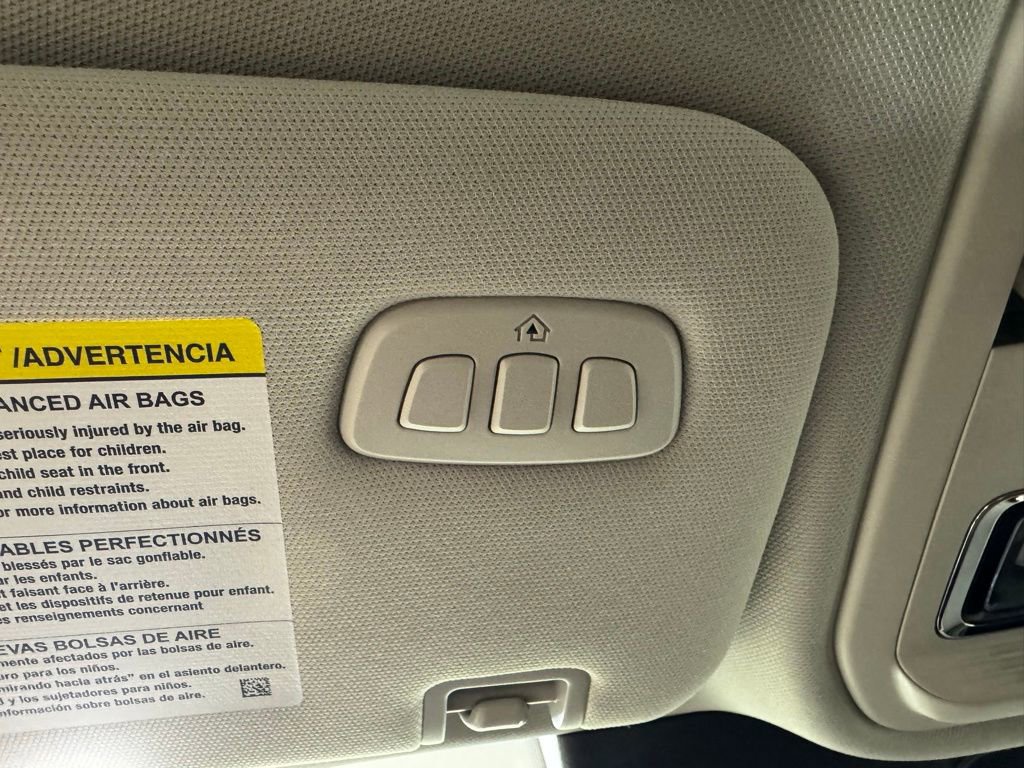 /ADVERTENCIA
ANCED AIR BAGS
seriously injured by the air bag.
est place for children.
child seat in the front.
and child restraints.
or more information about air bags.
ABLES PERFECTIONNÉS
blessés par le sac gonflable.
ar les enfants.
t faisant face à l'arrière.
et les dispositifs de retenue pour enfant.
es renseignements concernant
EVAS BOLSAS DE AIRE
mente afectados por las bolsas de aire.
uro para los niños.
mirando hacia atrás" en el asiento delantero.
d y los sujetadores para niños.
nformación sobre bolsas de aire.